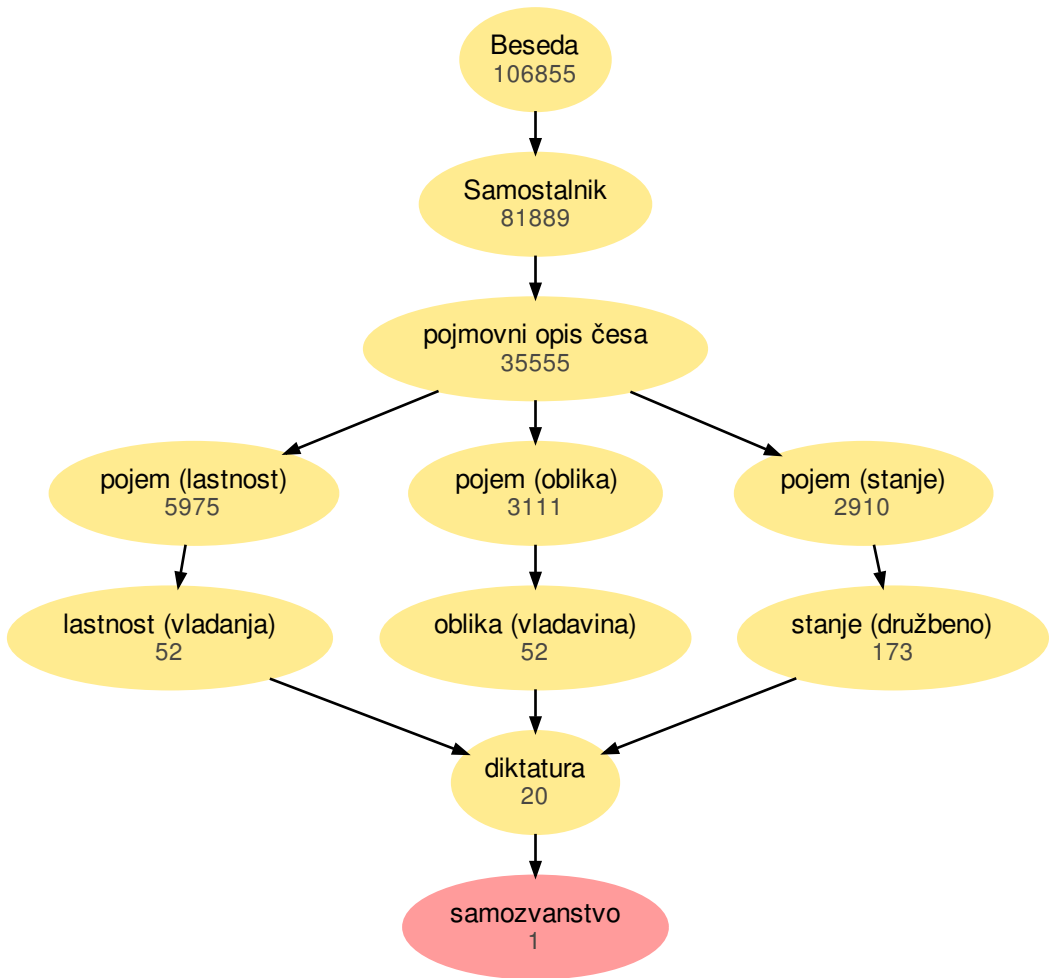 Beseda
106855
Samostalnik
81889
pojmovni opis česa
35555
pojem (lastnost)
5975
pojem (oblika)
3111
pojem (stanje)
2910
lastnost (vladanja)
52
oblika (vladavina)
52
stanje (družbeno)
173
diktatura
20
samozvanstvo
1